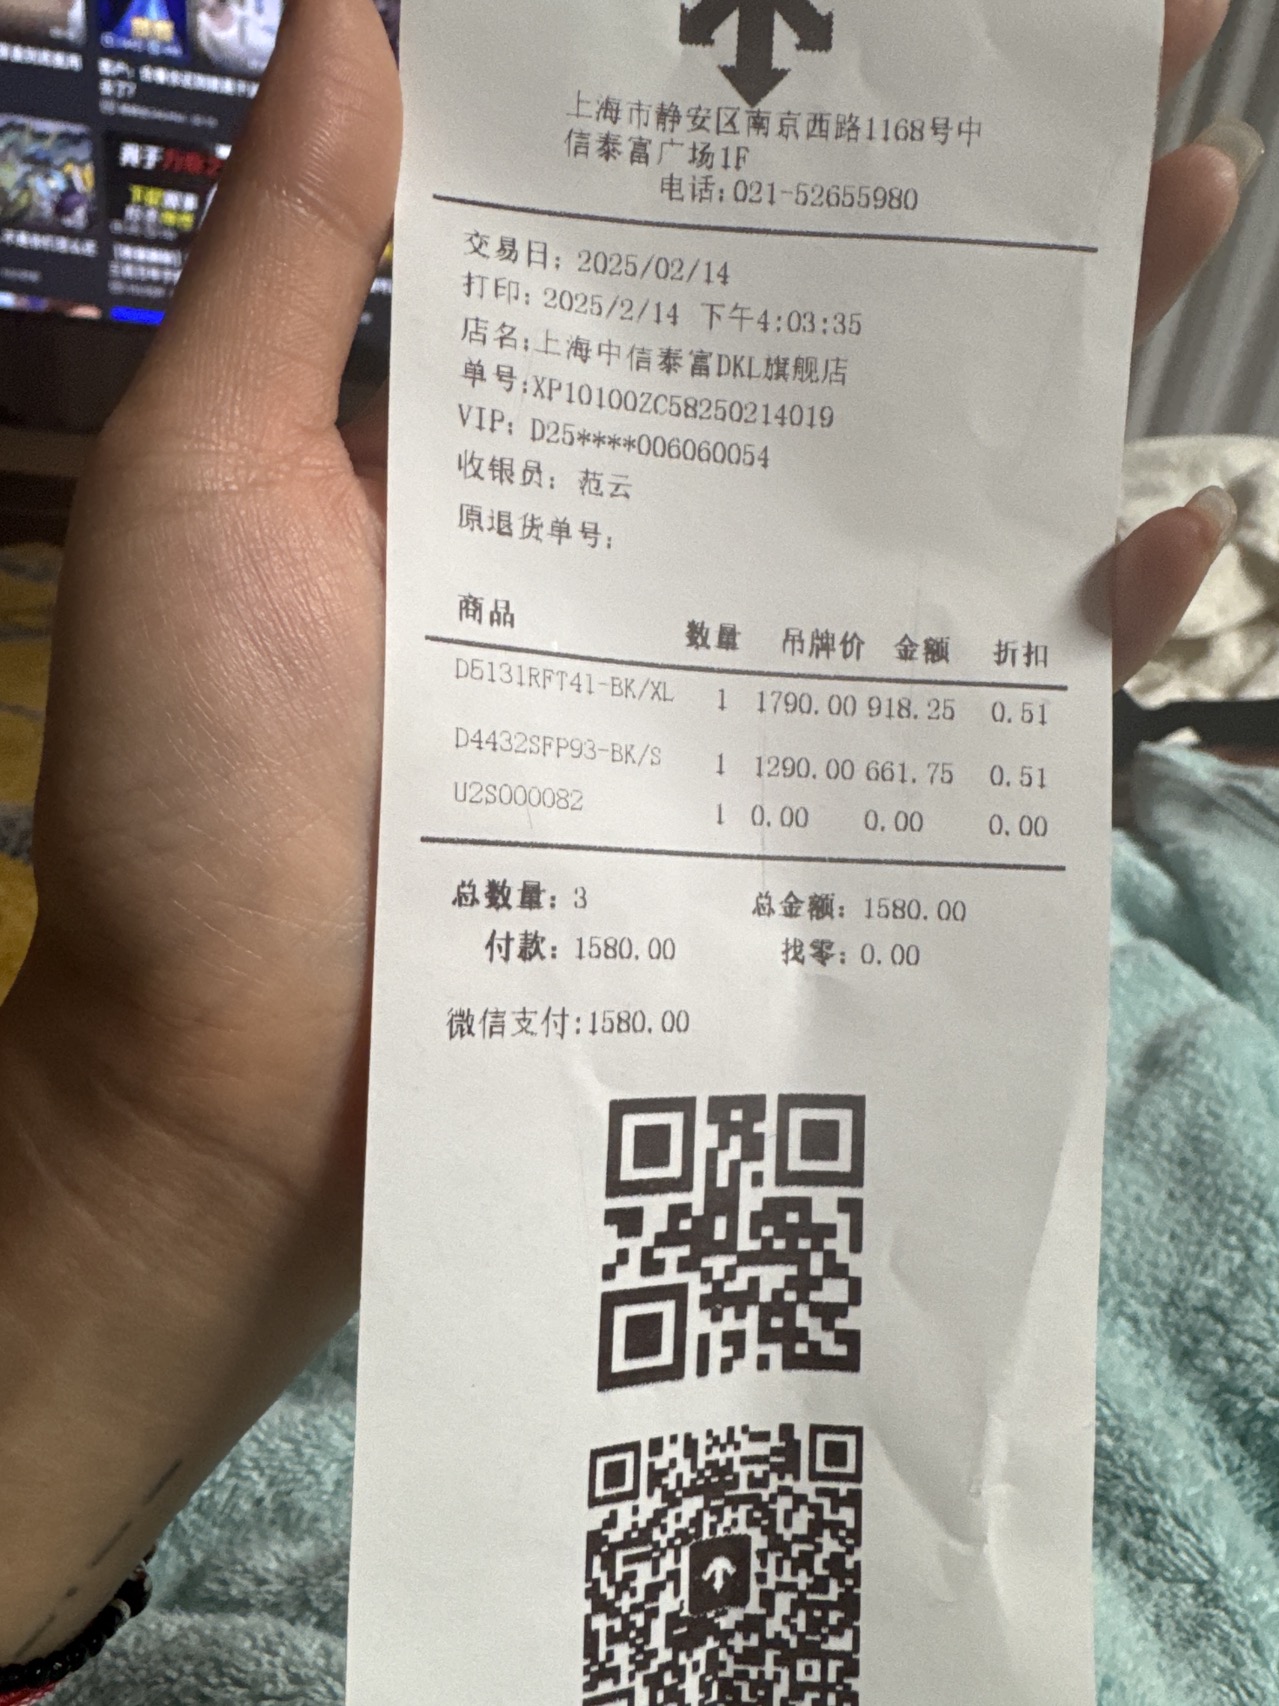 上海市静安区南京西路1168号中
信泰富广场1F
电话:021-52655980
交易日: 2025/02/14
打印: 2025/2/14 下午4:03:35
店名:上海中信泰富DKL旗舰店
单号:XP10100ZC58250214019
VIP: D25****006060054
收银员: 范云
原退货单号:
商品 数量 吊牌价 金额 折扣
D5131RFT41-BK/XL 1 1790.00 918.25 0.51
D4432SFP93-BK/S 1 1290.00 661.75 0.51
U2S000082 1 0.00 0.00 0.00
总数量: 3 总金额: 1580.00
付款: 1580.00 找零: 0.00
微信支付:1580.00